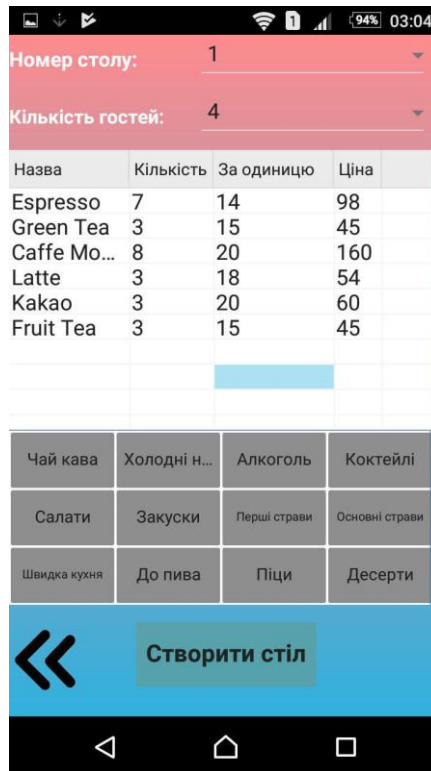 1 94% 03:04
Номер столу: 1
Кількість гостей: 4
Назва Кількість За одиницю Ціна
Espresso 7 14 98
Green Tea 3 15 45
Caffe Mo... 8 20 160
Latte 3 18 54
Kakao 3 20 60
Fruit Tea 3 15 45
Чай кава Холодні н... Алкоголь Коктейлі
Салати Закуски Перші страви Основні страви
Швидка кухня До пива Піци Десерти
Створити стіл